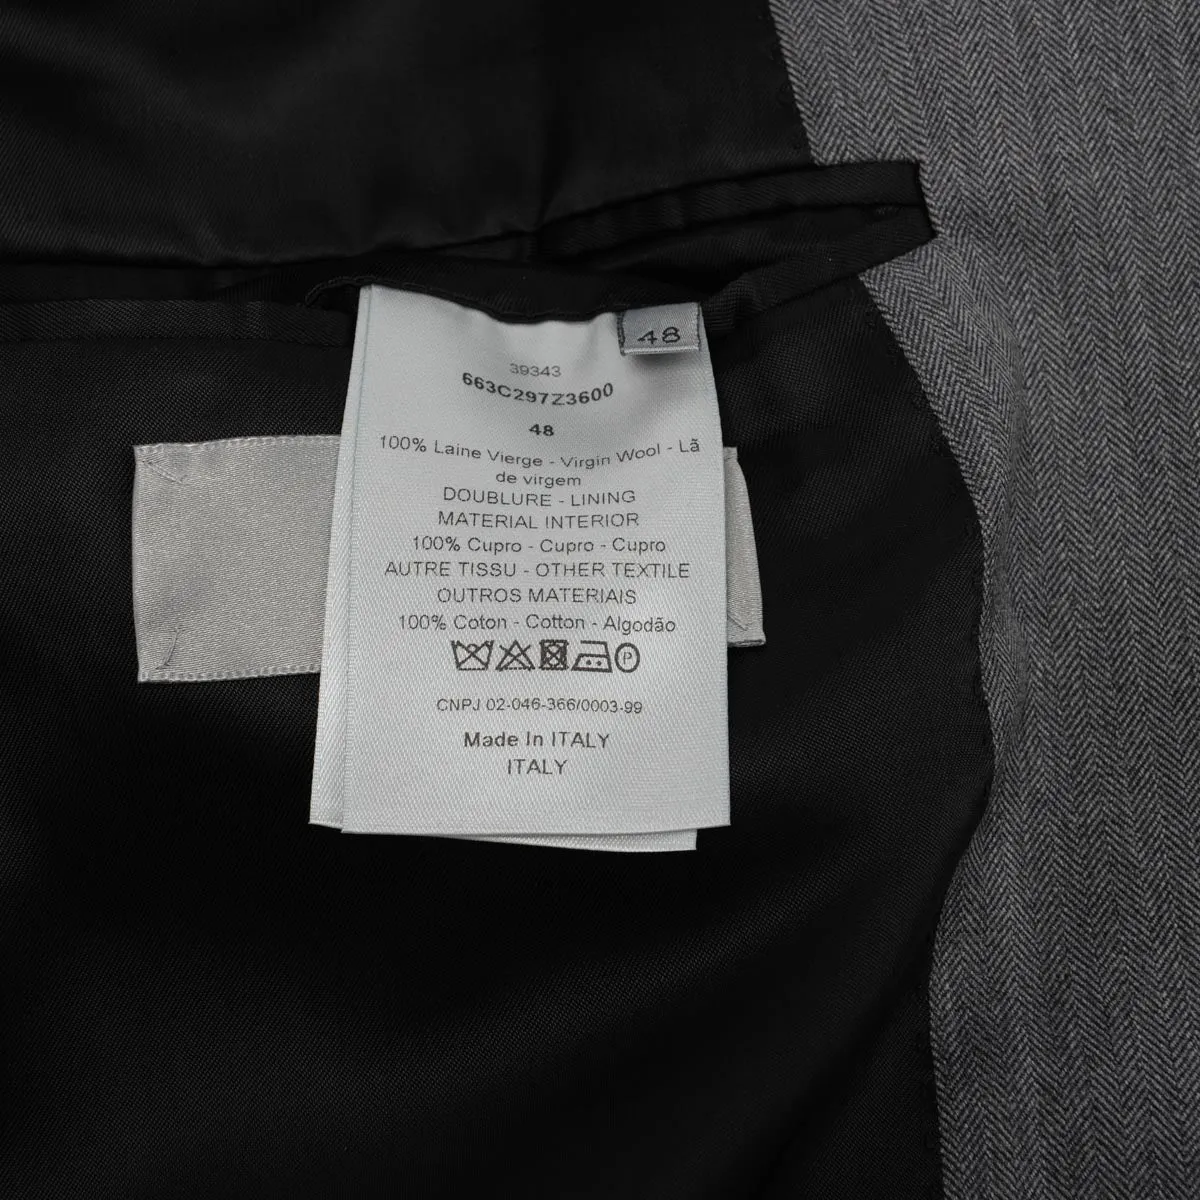 48
39343
663C297Z3600
48
100% Laine Vierge - Virgin Wool - Lã
de virgem
DOUBLURE - LINING
MATERIAL INTERIOR
100% Cupro - Cupro - Cupro
AUTRE TISSU - OTHER TEXTILE
OUTROS MATERIAIS
100% Coton - Cotton - Algodão
P
CNPJ 02-046-366/0003-99
Made In ITALY
ITALY